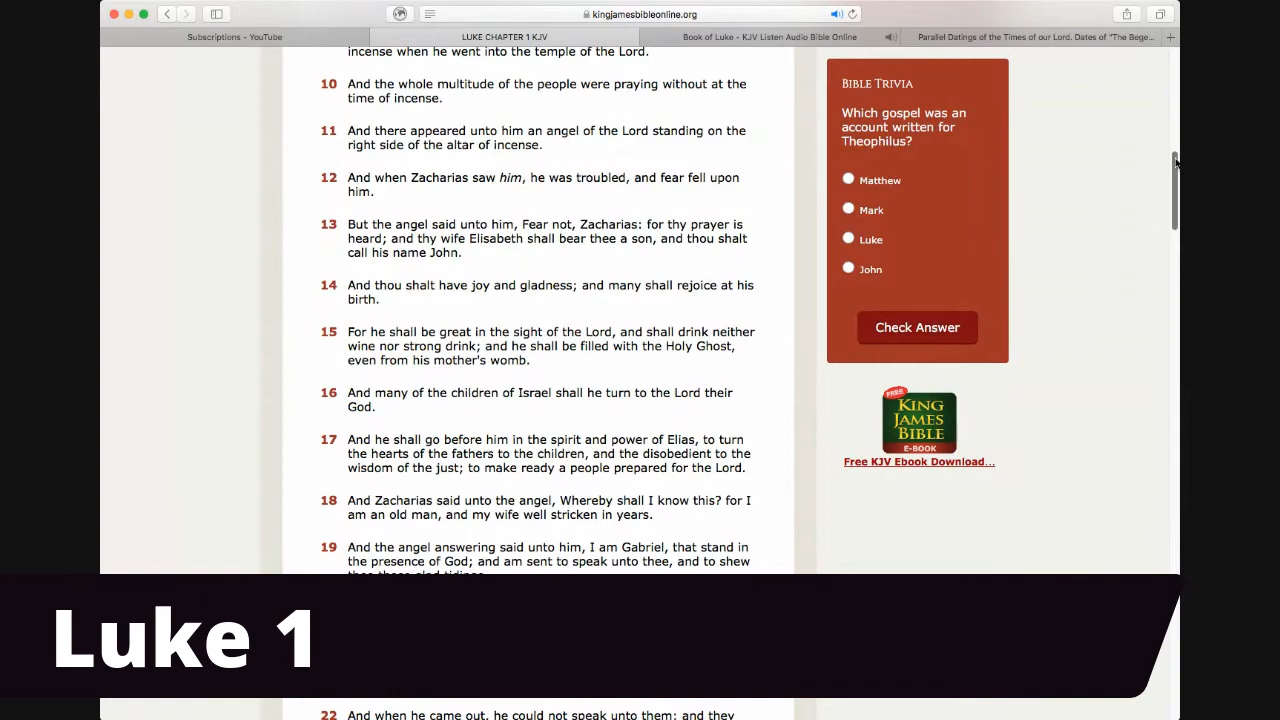 kingjamesbibleonline.org
Subscriptions - YouTube
LUKE CHAPTER 1 KJV
Book of Luke - KJV Listen Audio Bible Online
Parallel Datings of the Times of our Lord. Dates of "The Bege...
incense when he went into the temple of the Lord.
10 And the whole multitude of the people were praying without at the
time of incense.
11 And there appeared unto him an angel of the Lord standing on the
right side of the altar of incense.
12 And when Zacharias saw him, he was troubled, and fear fell upon
him.
13 But the angel said unto him, Fear not, Zacharias: for thy prayer is
heard; and thy wife Elisabeth shall bear thee a son, and thou shalt
call his name John.
14 And thou shalt have joy and gladness; and many shall rejoice at his
birth.
15 For he shall be great in the sight of the Lord, and shall drink neither
wine nor strong drink; and he shall be filled with the Holy Ghost,
even from his mother's womb.
16 And many of the children of Israel shall he turn to the Lord their
God.
17 And he shall go before him in the spirit and power of Elias, to turn
the hearts of the fathers to the children, and the disobedient to the
wisdom of the just; to make ready a people prepared for the Lord.
18 And Zacharias said unto the angel, Whereby shall I know this? for I
am an old man, and my wife well stricken in years.
19 And the angel answering said unto him, I am Gabriel, that stand in
the presence of God; and am sent to speak unto thee, and to shew
22 And when he came out, he could not speak unto them: and they
BIBLE TRIVIA
Which gospel was an
account written for
Theophilus?
Matthew
Mark
Luke
John
Check Answer
FREE
KING
JAMES
BIBLE
E-BOOK
Free KJV Ebook Download...
Luke 1